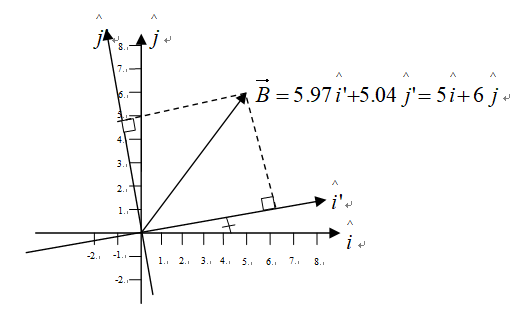 ĵ ĵ
8.
7.
6.
5.
4.
3.
2.
1.
B⃗ = 5.97 î'+5.04 ĵ'= 5î+6 ĵ
î'
î
-2. -1. 1. 2. 3. 4. 5. 6. 7. 8.
-1.
-2.